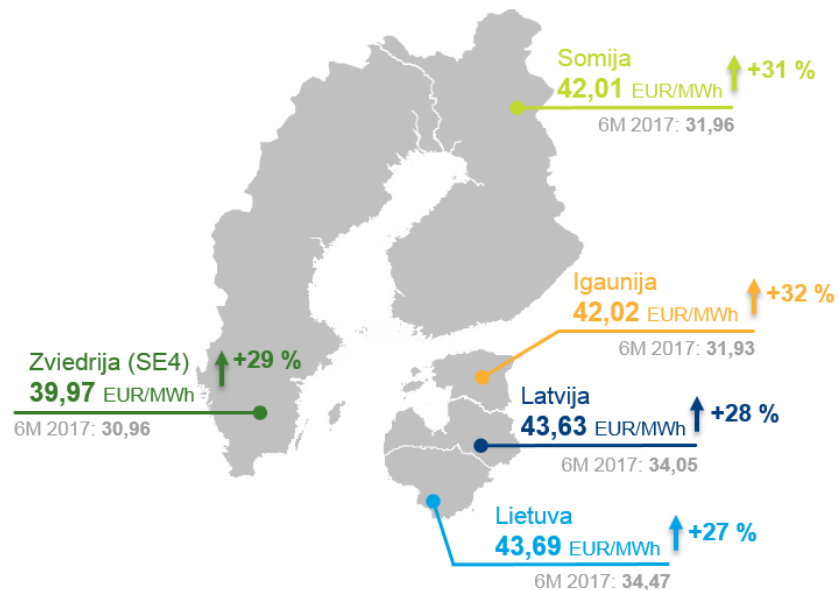 Somija
42,01 EUR/MWh
+31 %
6M 2017: 31,96
Igaunija
42,02 EUR/MWh
+32 %
6M 2017: 31,93
Zviedrija (SE4)
39,97 EUR/MWh
+29 %
6M 2017: 30,96
Latvija
43,63 EUR/MWh
+28 %
6M 2017: 34,05
Lietuva
43,69 EUR/MWh
+27 %
6M 2017: 34,47